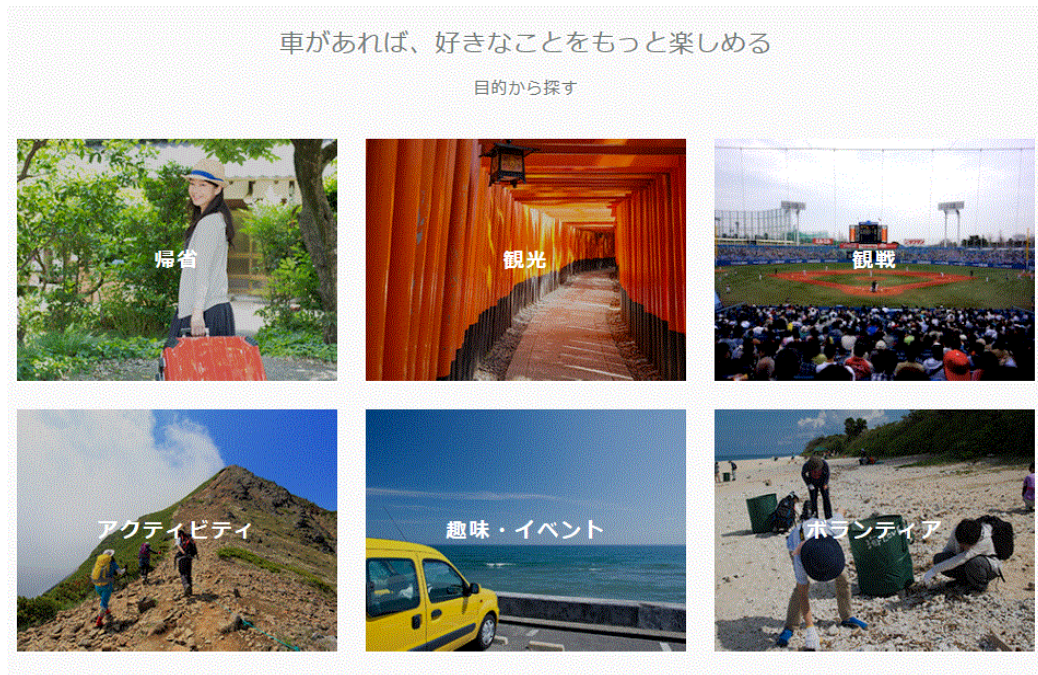 車があれば、好きなことをもっと楽しめる
目的から探す
帰省
観光
観戦
アクティビティ
趣味・イベント
ボランティア